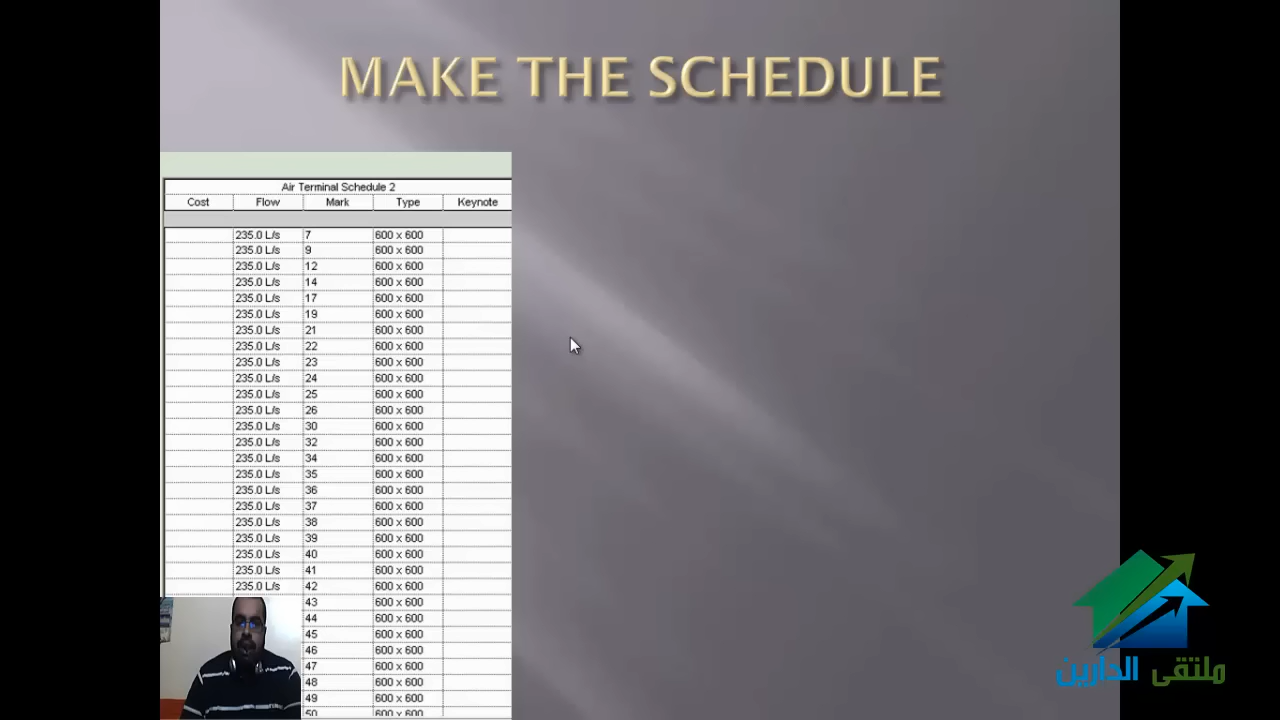 MAKE THE SCHEDULE
Air Terminal Schedule 2
Cost Flow Mark Type Keynote
235.0 L/s 7 600 x 600
235.0 L/s 9 600 x 600
235.0 L/s 12 600 x 600
235.0 L/s 14 600 x 600
235.0 L/s 17 600 x 600
235.0 L/s 19 600 x 600
235.0 L/s 21 600 x 600
235.0 L/s 22 600 x 600
235.0 L/s 23 600 x 600
235.0 L/s 24 600 x 600
235.0 L/s 25 600 x 600
235.0 L/s 26 600 x 600
235.0 L/s 30 600 x 600
235.0 L/s 32 600 x 600
235.0 L/s 34 600 x 600
235.0 L/s 35 600 x 600
235.0 L/s 36 600 x 600
235.0 L/s 37 600 x 600
235.0 L/s 38 600 x 600
235.0 L/s 39 600 x 600
235.0 L/s 40 600 x 600
235.0 L/s 41 600 x 600
235.0 L/s 42 600 x 600
43 600 x 600
44 600 x 600
45 600 x 600
46 600 x 600
47 600 x 600
48 600 x 600
49 600 x 600
50 600 x 600
ملتقى الدارين